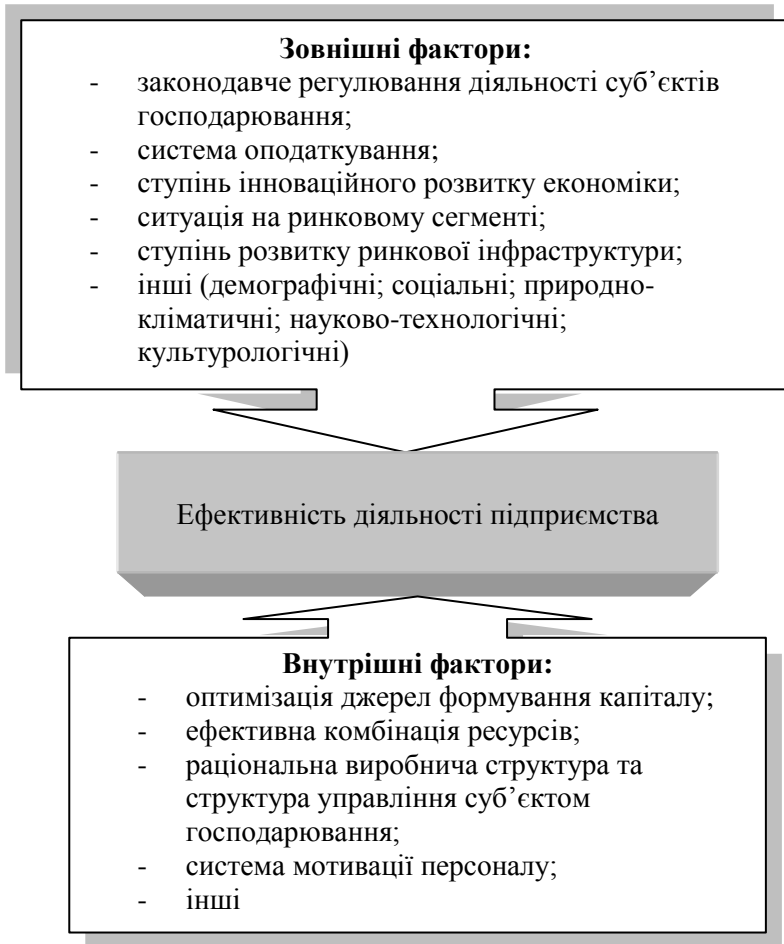 Зовнішні фактори:
- законодавче регулювання діяльності суб’єктів
господарювання;
- система оподаткування;
- ступінь інноваційного розвитку економіки;
- ситуація на ринковому сегменті;
- ступінь розвитку ринкової інфраструктури;
- інші (демографічні; соціальні; природно-
кліматичні; науково-технологічні;
культурологічні)
Ефективність діяльності підприємства
Внутрішні фактори:
- оптимізація джерел формування капіталу;
- ефективна комбінація ресурсів;
- раціональна виробнича структура та
структура управління суб’єктом
господарювання;
- система мотивації персоналу;
- інші